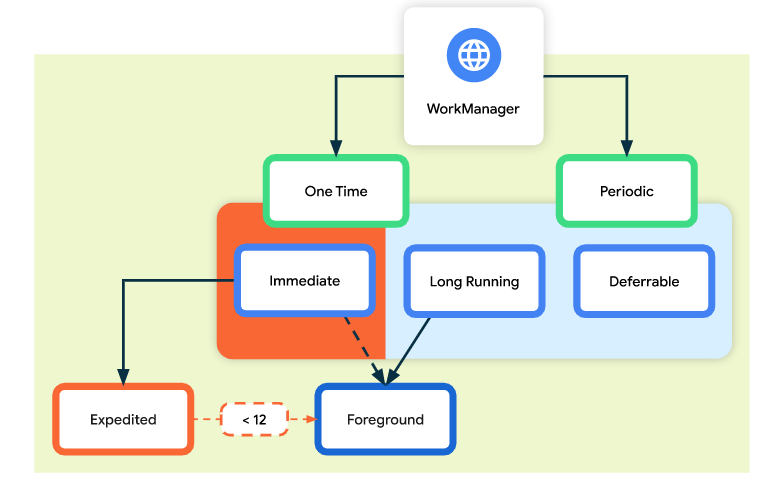 WorkManager
One Time
Periodic
Immediate
Long Running
Deferrable
Expedited
< 12
Foreground